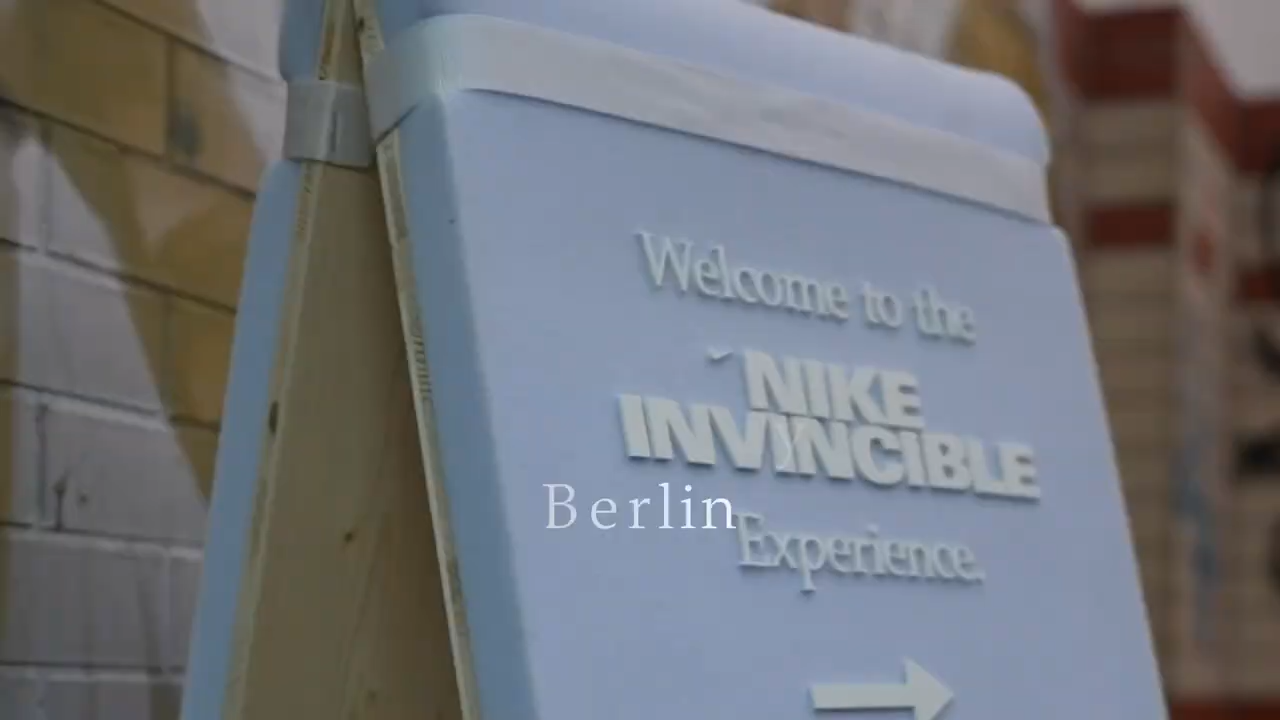 Welcome to the
NIKE
INVINCIBLE
Berlin
Experience.